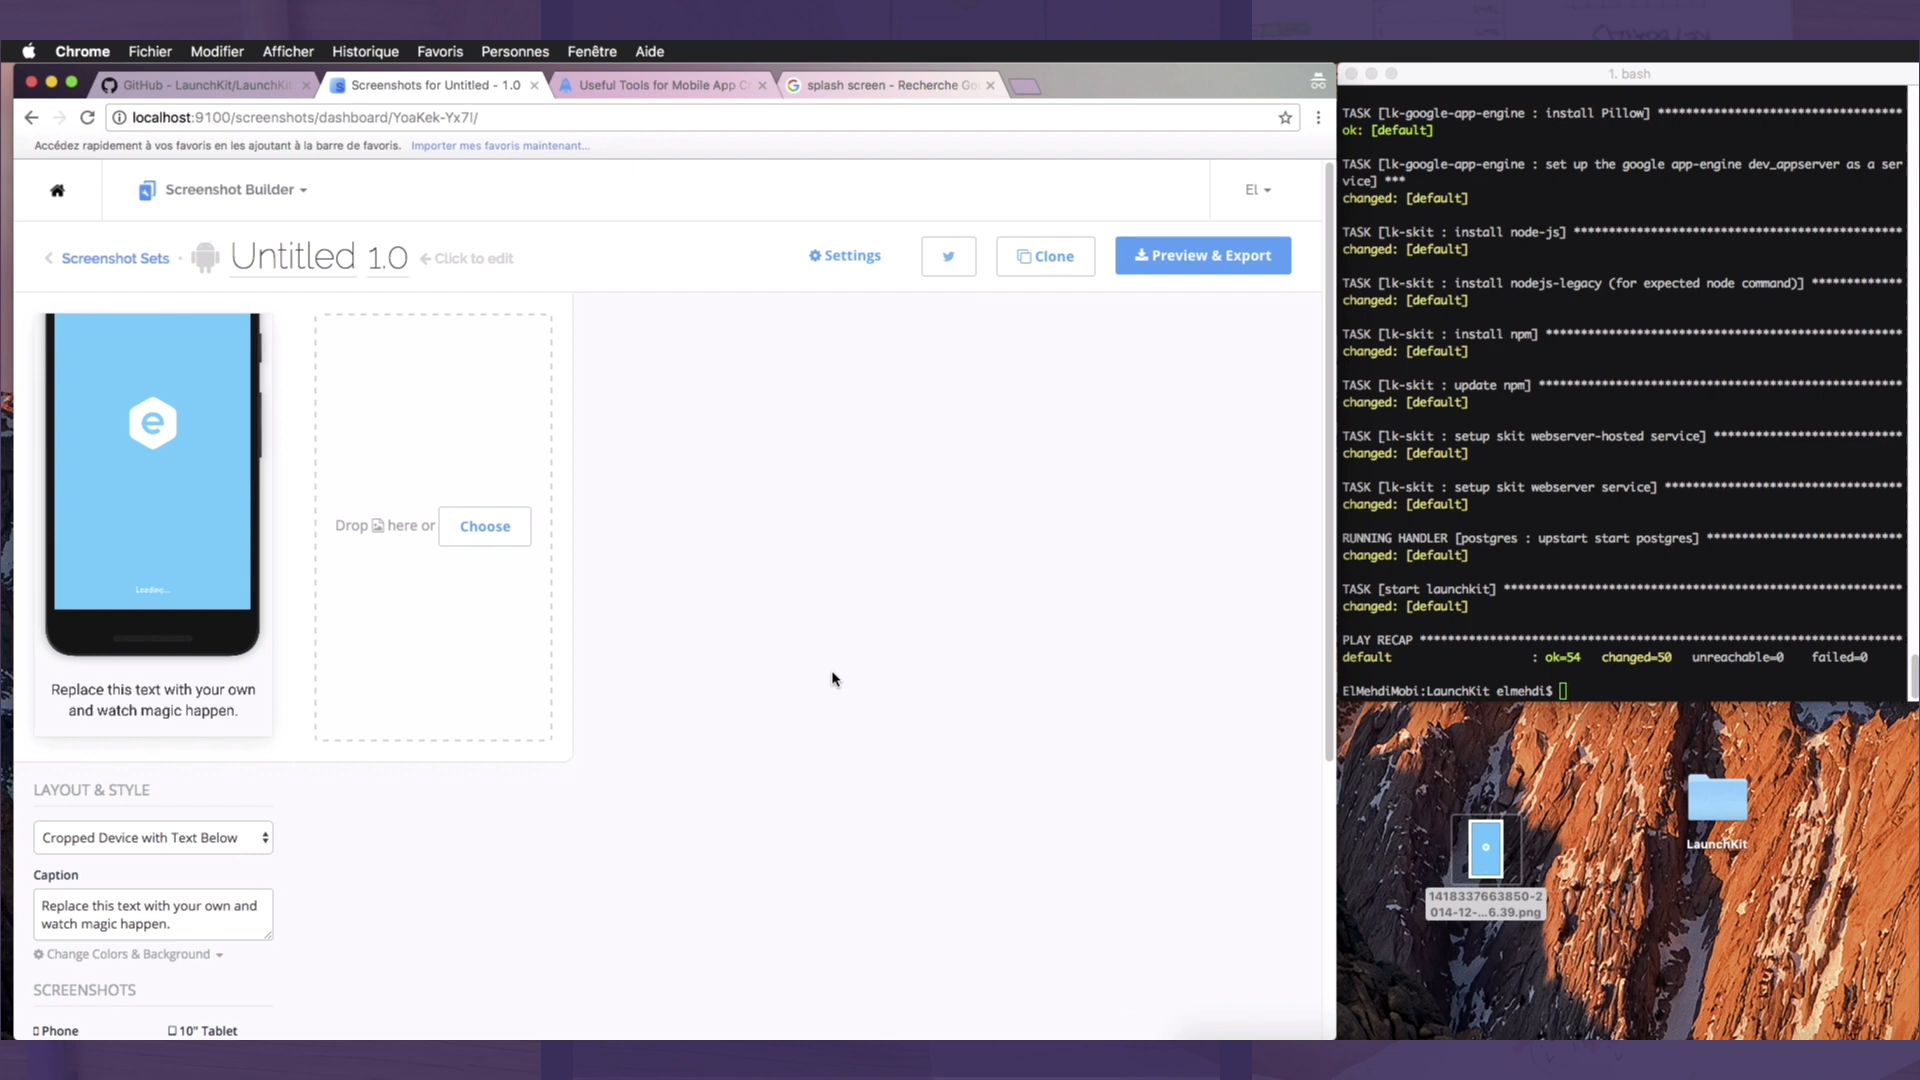 Chrome Fichier Modifier Afficher Historique Favoris Personnes Fenêtre Aide
GitHub - LaunchKit/LaunchKit
Screenshots for Untitled - 1.0
Useful Tools for Mobile App C
splash screen - Recherche Go
localhost:9100/screenshots/dashboard/YoaKek-Yx7I/
Accédez rapidement à vos favoris en les ajoutant à la barre de favoris. Importer mes favoris maintenant...
Screenshot Builder
El
Screenshot Sets
Untitled 1.0
Click to edit
Settings
Clone
Preview & Export
e
Loading...
Replace this text with your own
and watch magic happen.
Drop here or Choose
LAYOUT & STYLE
Cropped Device with Text Below
Caption
Replace this text with your own and
watch magic happen.
Change Colors & Background
SCREENSHOTS
Phone
10" Tablet
1. bash
TASK [lk-google-app-engine : install Pillow] ***********************************
ok: [default]
TASK [lk-google-app-engine : set up the google app-engine dev_appserver as a ser
vice] ***
changed: [default]
TASK [lk-skit : install node-js] ***********************************************
changed: [default]
TASK [lk-skit : install nodejs-legacy (for expected node command)] *************
changed: [default]
TASK [lk-skit : install npm] ***************************************************
changed: [default]
TASK [lk-skit : update npm] ****************************************************
changed: [default]
TASK [lk-skit : setup skit webserver-hosted service] ***************************
changed: [default]
TASK [lk-skit : setup skit webserver service] **********************************
changed: [default]
RUNNING HANDLER [postgres : upstart start postgres] ****************************
changed: [default]
TASK [start launchkit] *********************************************************
changed: [default]
PLAY RECAP *********************************************************************
default : ok=54 changed=50 unreachable=0 failed=0
ElMehdiMobi:LaunchKit elmehdi$
LaunchKit
1418337663850-2
014-12-...6.39.png